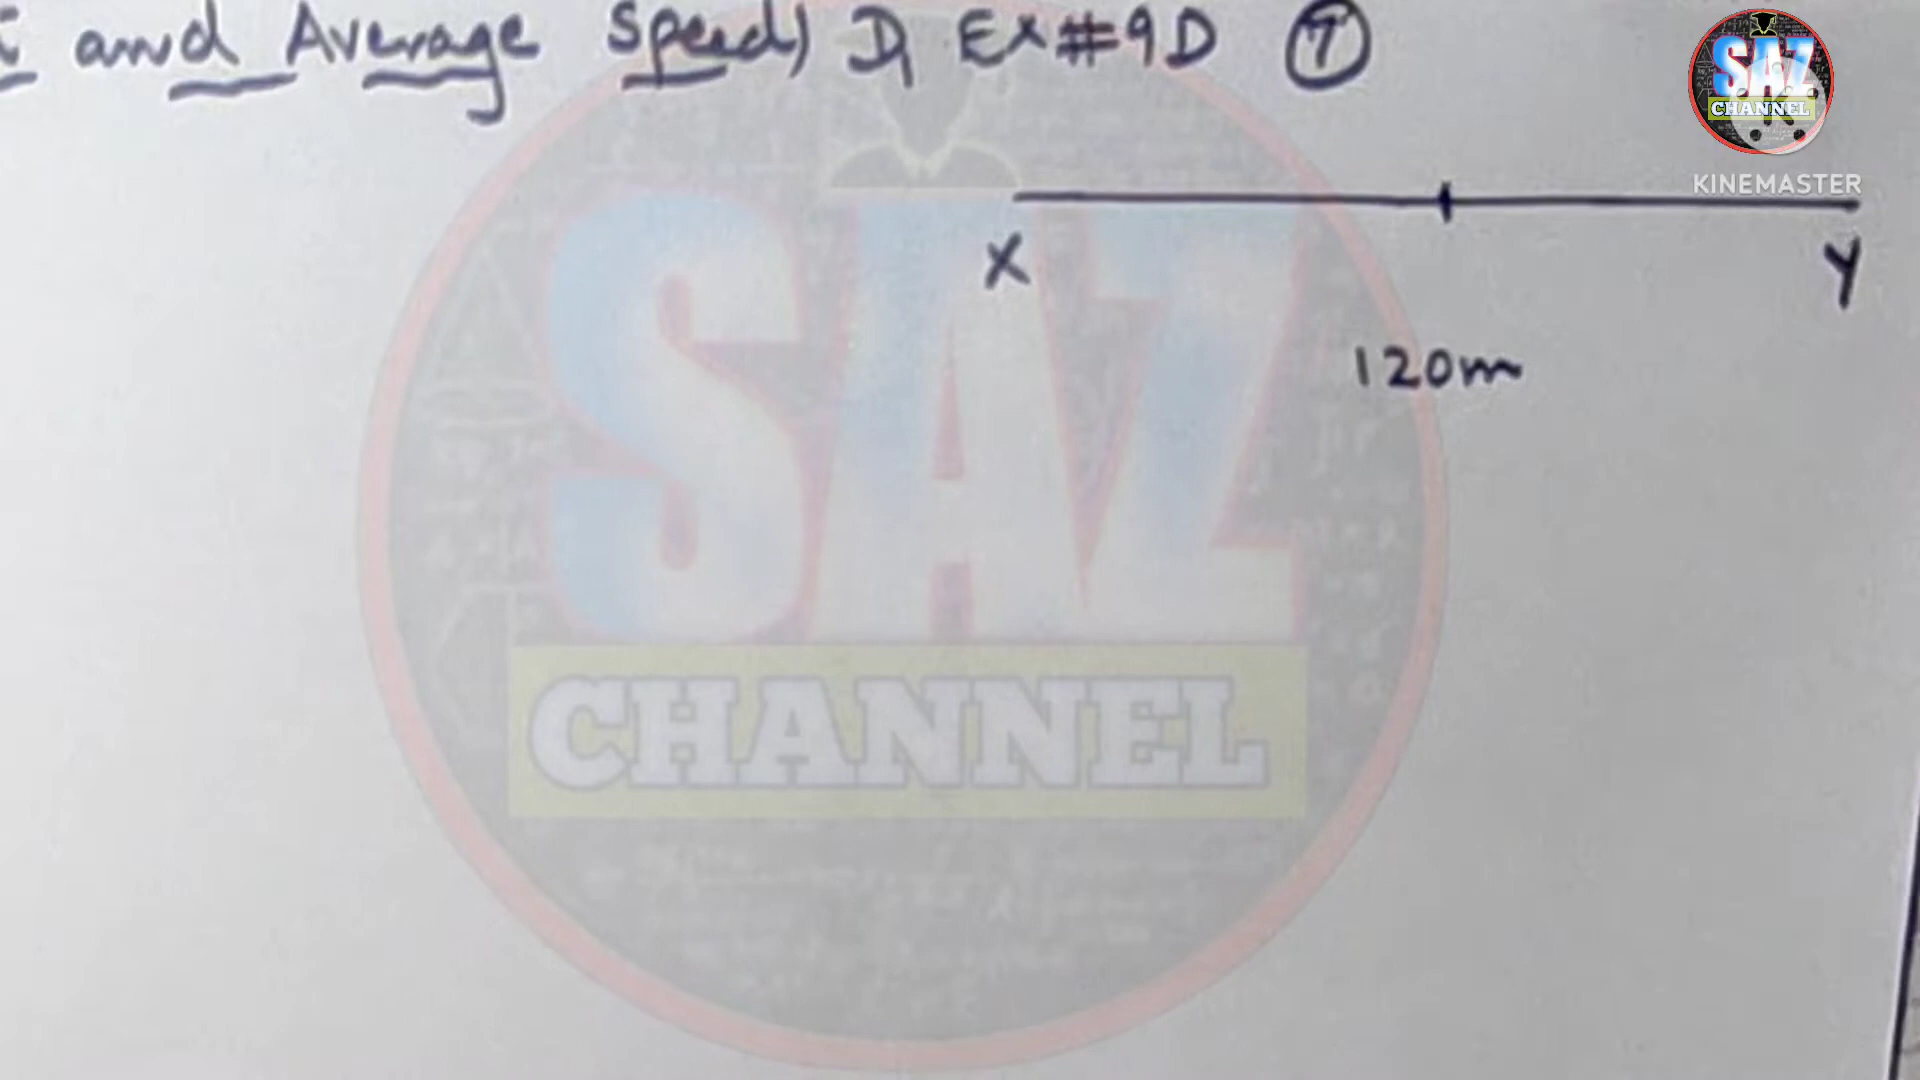 and Average Speed) D, Ex#9D 7
SAZ
CHANNEL
KINEMASTER
X Y
120m
SAZ
CHANNEL